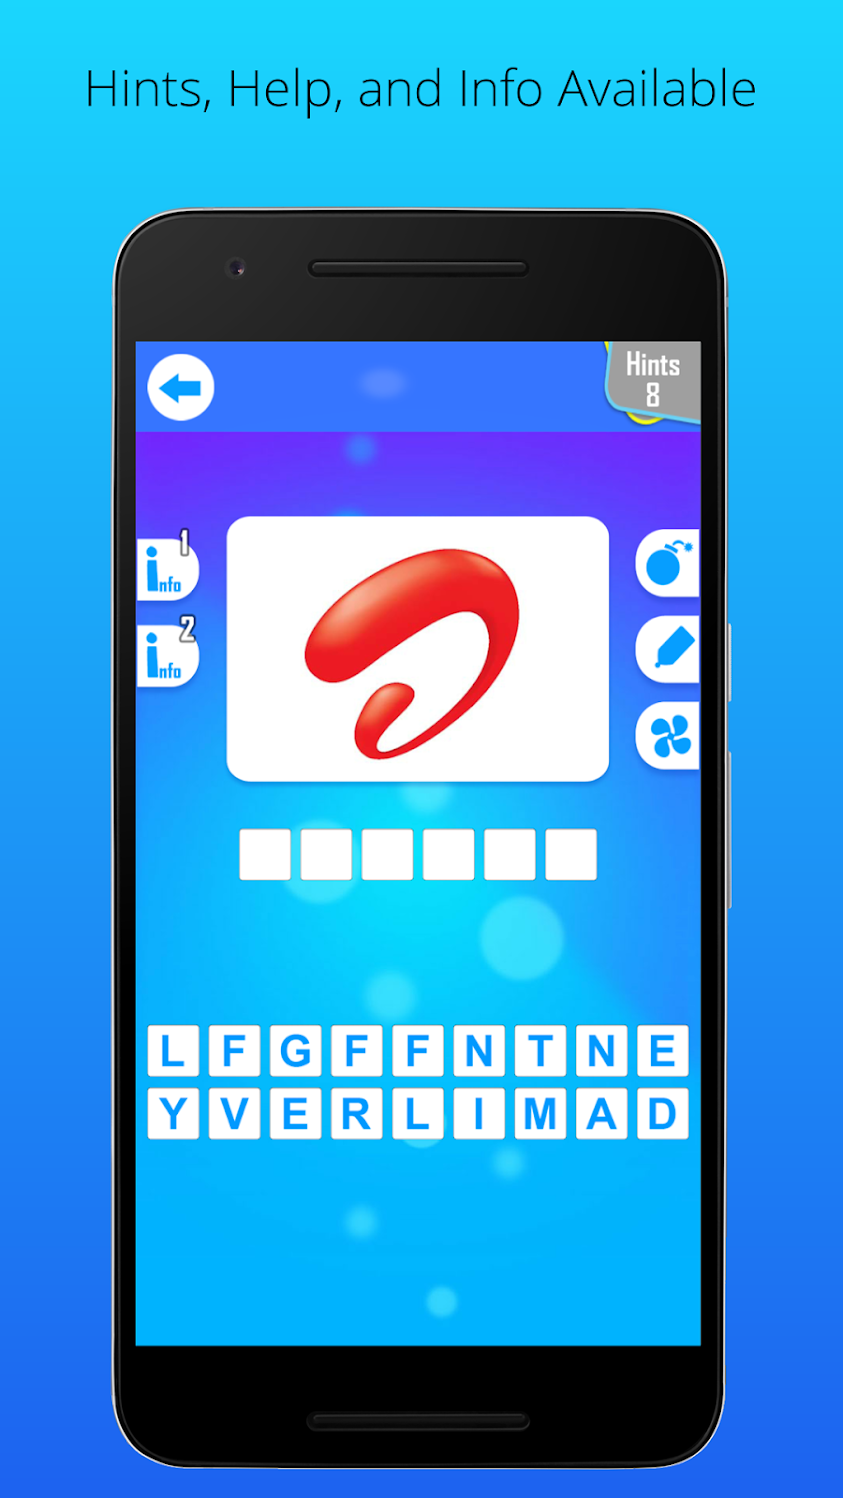 Hints, Help, and Info Available
Hints
8
1
info
2
info
L F G F F N T N E
Y V E R L I M A D